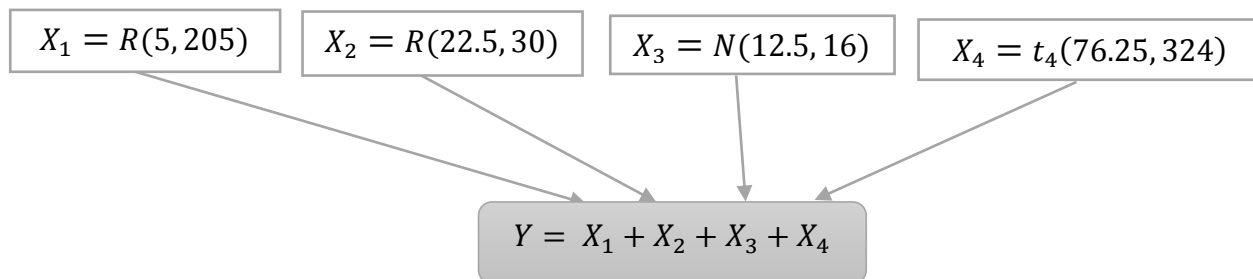 X₁ = R(5, 205)
X₂ = R(22.5, 30)
X₃ = N(12.5, 16)
X₄ = t₄(76.25, 324)
Y = X₁ + X₂ + X₃ + X₄